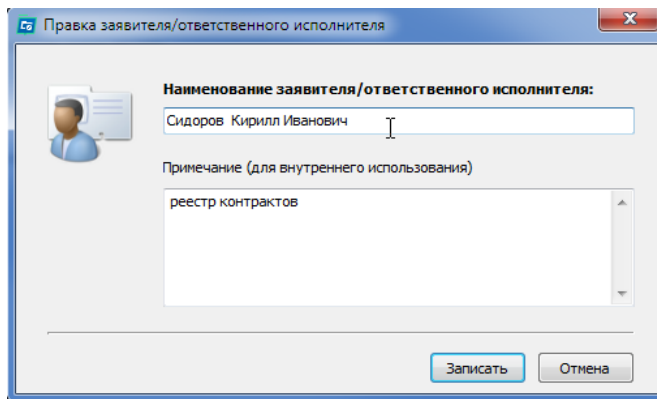 Правка заявителя/ответственного исполнителя
Наименование заявителя/ответственного исполнителя:
Сидоров  Кирилл Иванович
Примечание (для внутреннего использования)
реестр контрактов
Записать
Отмена